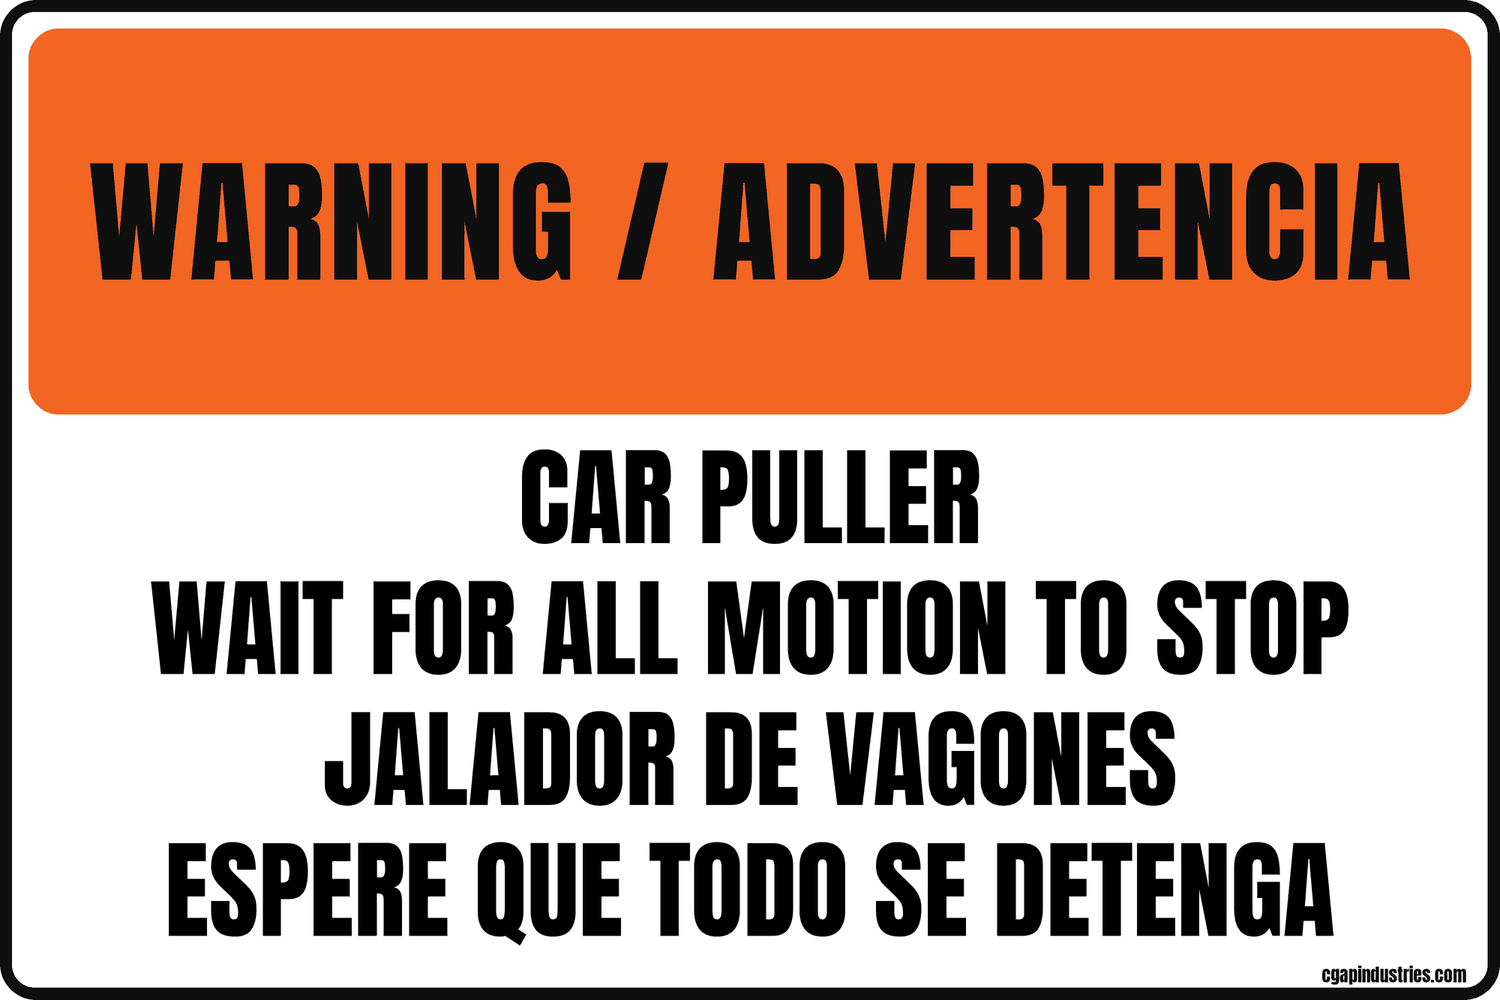 WARNING / ADVERTENCIA
CAR PULLER
WAIT FOR ALL MOTION TO STOP
JALADOR DE VAGONES
ESPERE QUE TODO SE DETENGA
cgapindustries.com